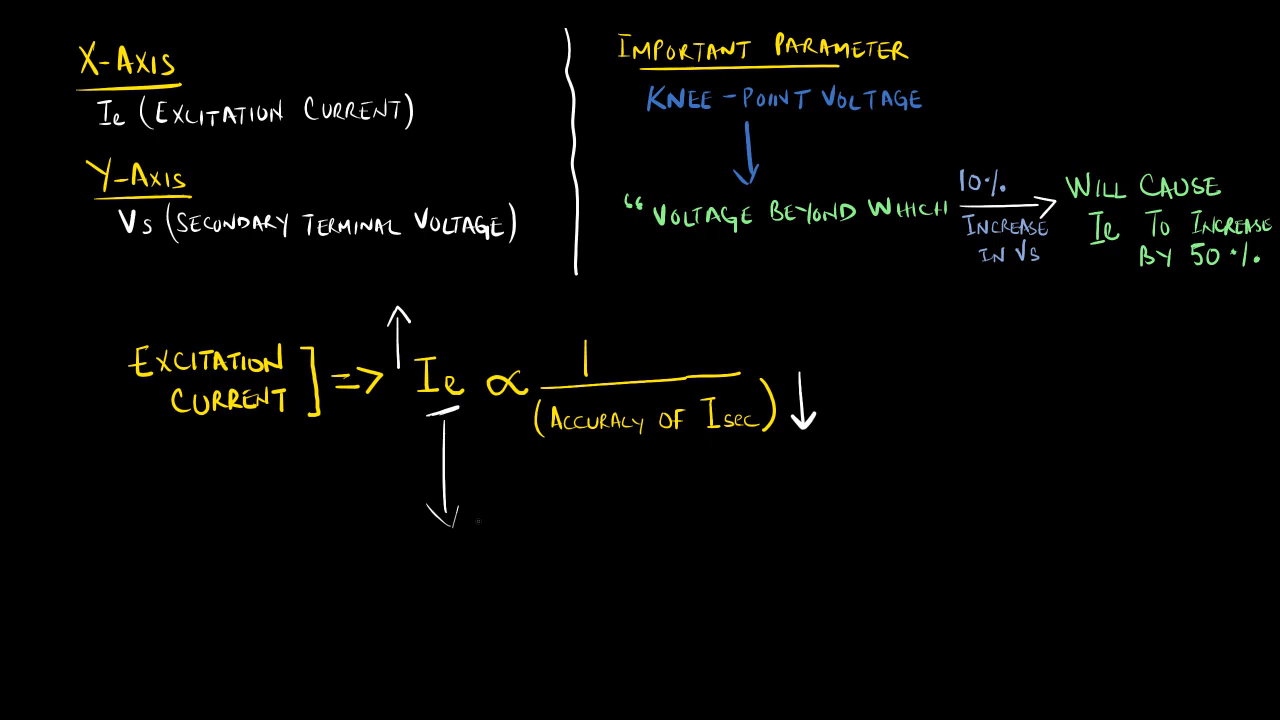 X-AXIS
Ie (EXCITATION CURRENT)
Y-AXIS
Vs (SECONDARY TERMINAL VOLTAGE)
IMPORTANT PARAMETER
KNEE-POINT VOLTAGE
“VOLTAGE BEYOND WHICH
10%
INCREASE
IN Vs
WILL CAUSE
Ie TO INCREASE
BY 50%.
EXCITATION
CURRENT ] => ↑ Ie ∝ 1
(ACCURACY OF Isec) ↓